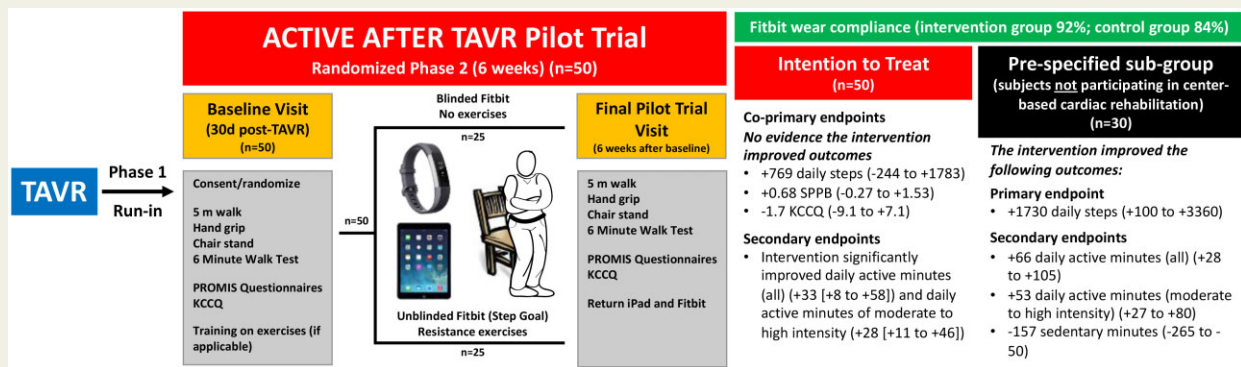 ACTIVE AFTER TAVR Pilot Trial
Randomized Phase 2 (6 weeks) (n=50)
TAVR
Phase 1
Run-in
Baseline Visit
(30d post-TAVR)
(n=50)
Consent/randomize
5 m walk
Hand grip
Chair stand
6 Minute Walk Test
PROMIS Questionnaires
KCCQ
Training on exercises (if
applicable)
n=50
Blinded Fitbit
No exercises
n=25
Unblinded Fitbit (Step Goal)
Resistance exercises
n=25
Final Pilot Trial
Visit
(6 weeks after baseline)
5 m walk
Hand grip
Chair stand
6 Minute Walk Test
PROMIS Questionnaires
KCCQ
Return iPad and Fitbit
Fitbit wear compliance (intervention group 92%; control group 84%)
Intention to Treat
(n=50)
Co-primary endpoints
No evidence the intervention
improved outcomes
• +769 daily steps (-244 to +1783)
• +0.68 SPPB (-0.27 to +1.53)
• -1.7 KCCQ (-9.1 to +7.1)
Secondary endpoints
• Intervention significantly
improved daily active minutes
(all) (+33 [+8 to +58]) and daily
active minutes of moderate to
high intensity (+28 [+11 to +46])
Pre-specified sub-group
(subjects not participating in center-
based cardiac rehabilitation)
(n=30)
The intervention improved the
following outcomes:
Primary endpoint
• +1730 daily steps (+100 to +3360)
Secondary endpoints
• +66 daily active minutes (all) (+28
to +105)
• +53 daily active minutes (moderate
to high intensity) (+27 to +80)
• -157 sedentary minutes (-265 to -
50)